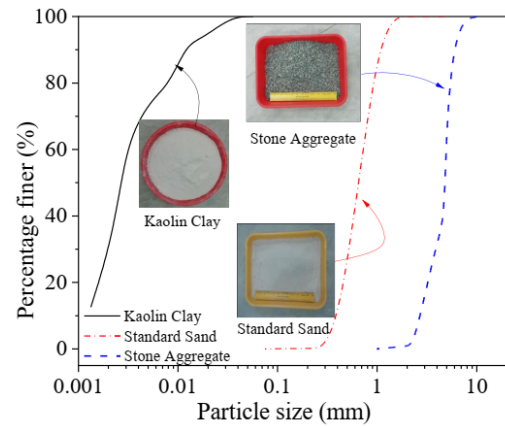 100
80
60
40
20
0
Percentage finer (%)
Stone Aggregate
Kaolin Clay
Standard Sand
Kaolin Clay
Standard Sand
Stone Aggregate
0.001
0.01
0.1
1
10
Particle size (mm)